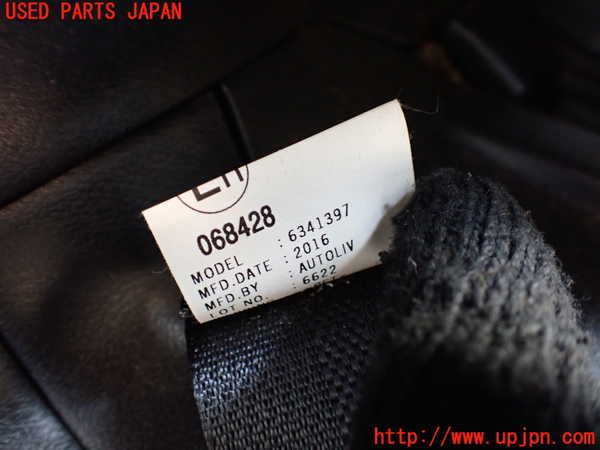 USED PARTS JAPAN
068428
MODEL : 6341397
MFD.DATE : 2016
MFD.BY : AUTOLIV
LOT NO. : 6622
http://www.upjpn.com/